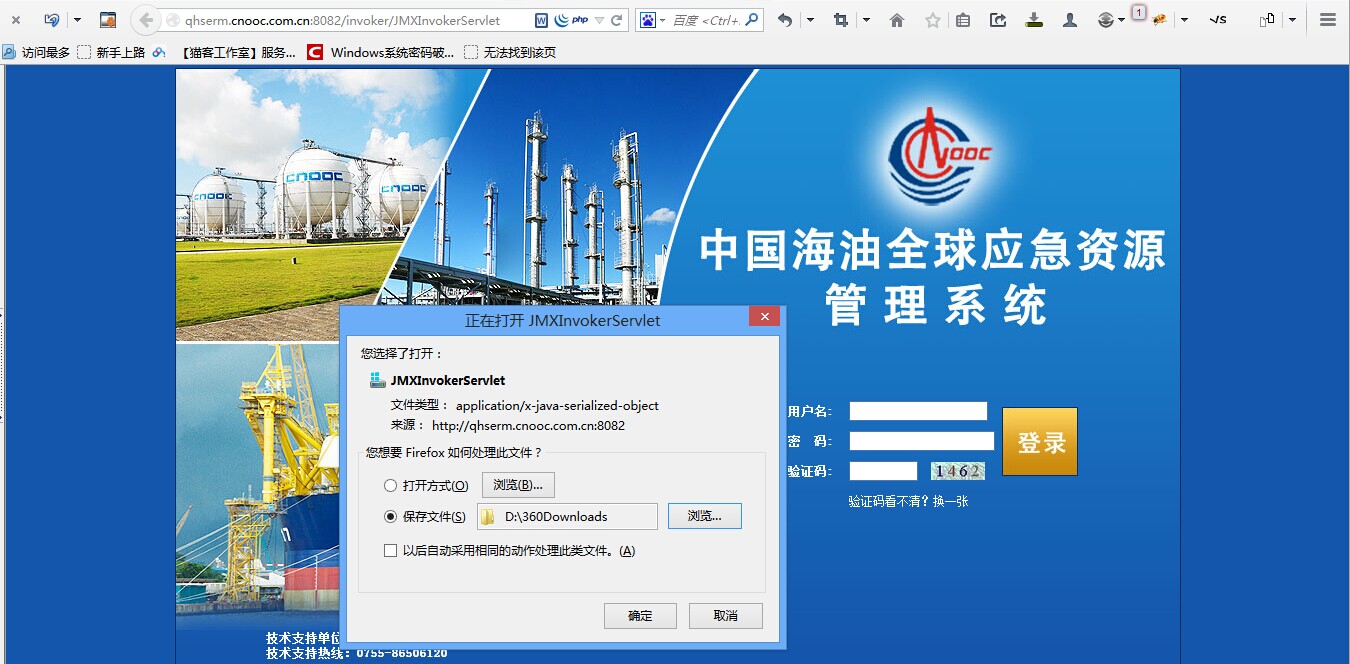 qhserm.cnooc.com.cn:8082/invoker/JMXInvokerServlet
W
php
百度 <Ctrl+.
1
VS
访问最多
新手上路
【猫客工作室】服务...
C
Windows系统密码破...
无法找到该页
cnooc
cnooc
cnooc
CNOOC
中国海油全球应急资源
管理系统
正在打开 JMXInvokerServlet
您选择了打开：
JMXInvokerServlet
文件类型： application/x-java-serialized-object
来源： http://qhserm.cnooc.com.cn:8082
您想要 Firefox 如何处理此文件？
打开方式(O)
浏览(B)...
保存文件(S)
D:\360Downloads
浏览...
以后自动采用相同的动作处理此类文件。(A)
确定
取消
用户名:
密 码:
验证码:
1462
登录
验证码看不清? 换一张
技术支持单位
技术支持热线: 0755-86506120